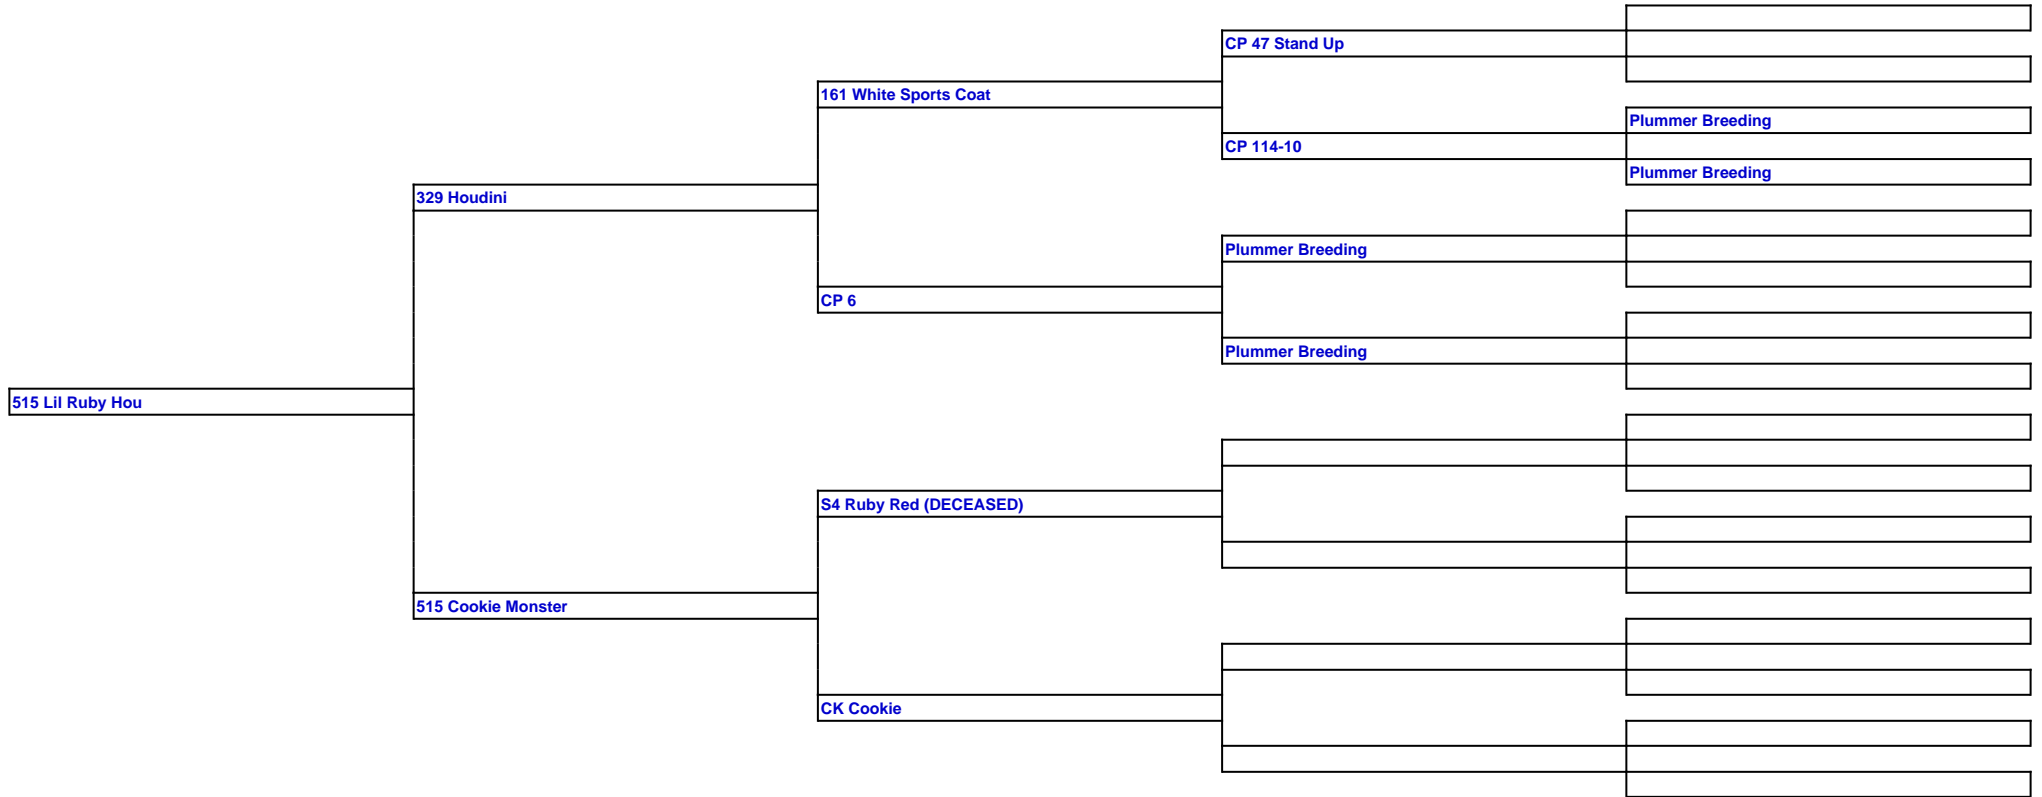 CP 47 Stand Up
161 White Sports Coat
Plummer Breeding
CP 114-10
Plummer Breeding
329 Houdini
Plummer Breeding
CP 6
Plummer Breeding
515 Lil Ruby Hou
S4 Ruby Red (DECEASED)
515 Cookie Monster
CK Cookie